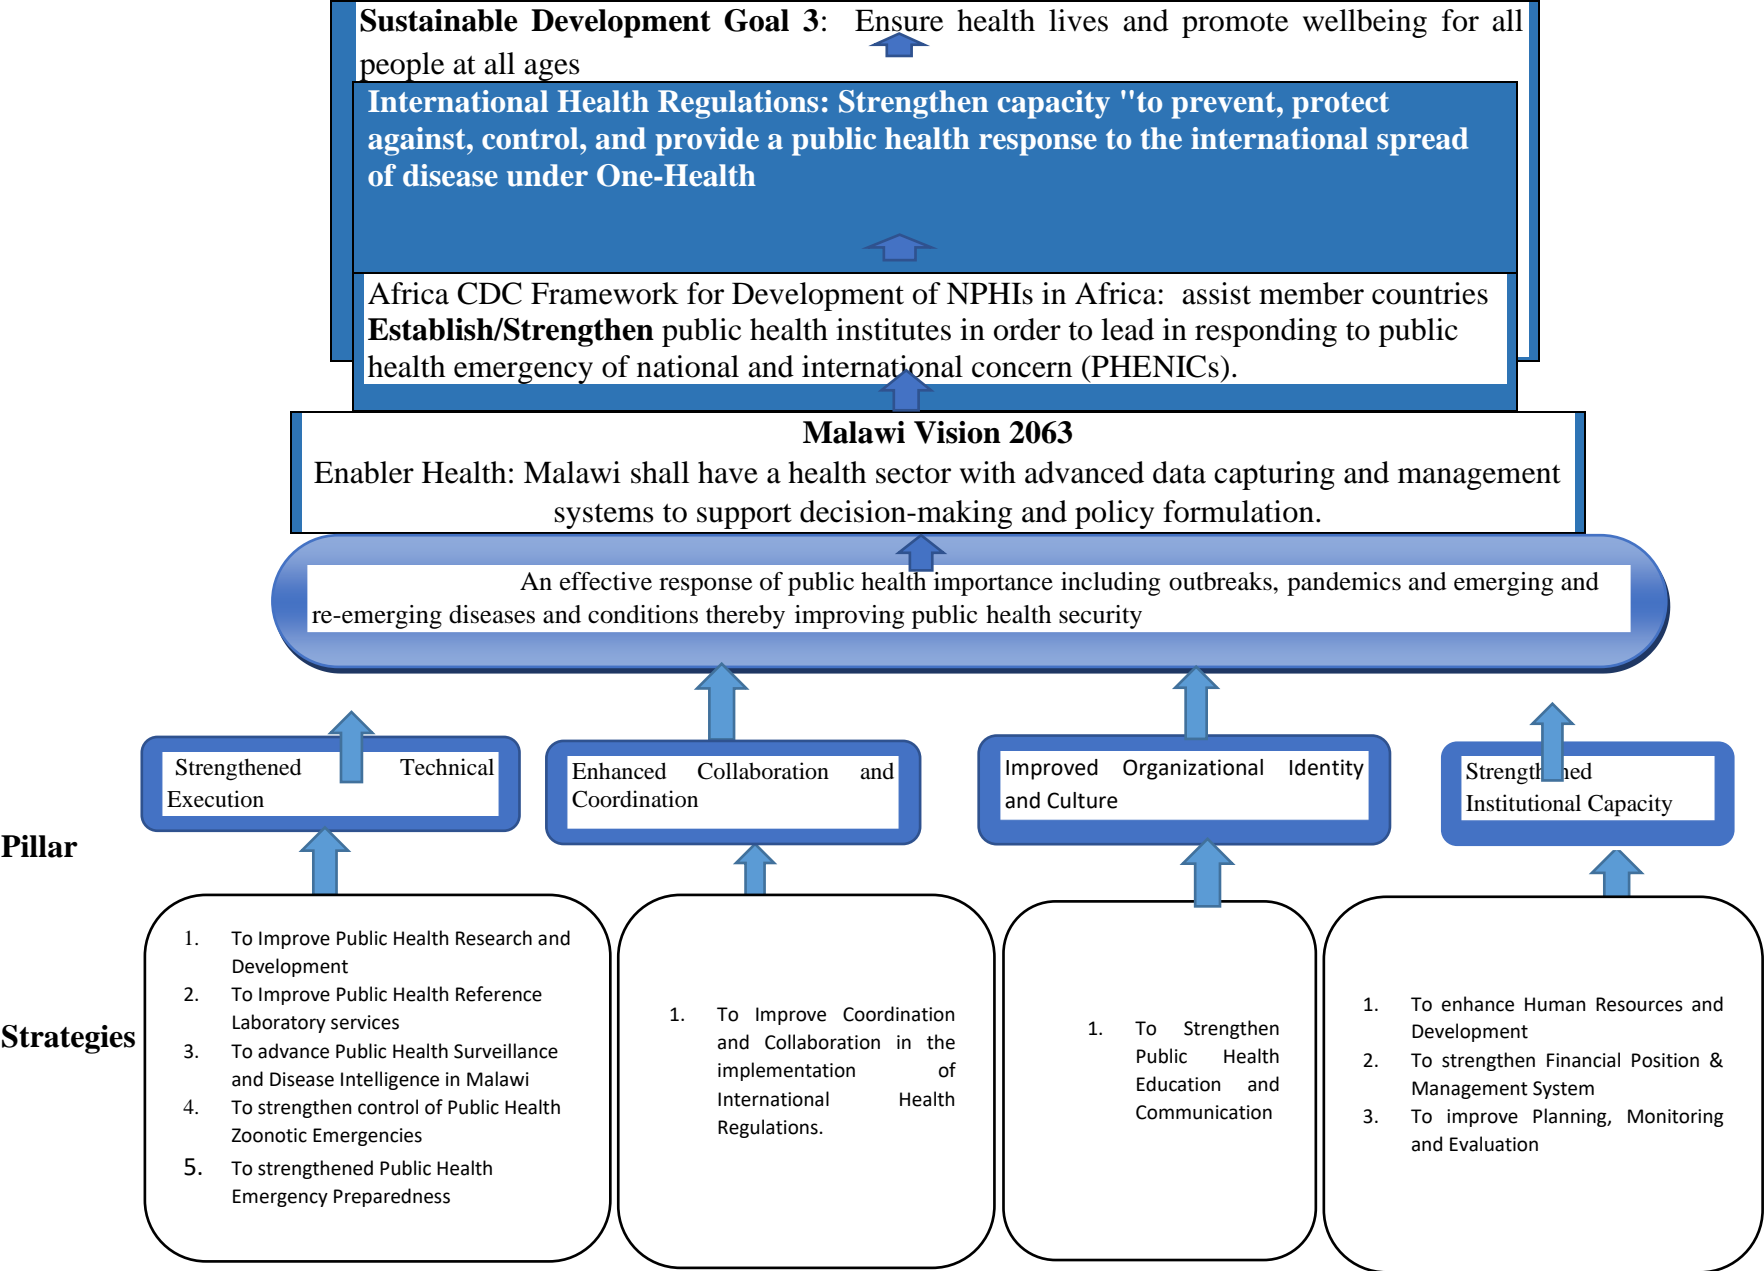 Sustainable Development Goal 3: Ensure health lives and promote wellbeing for all
people at all ages
International Health Regulations: Strengthen capacity "to prevent, protect
against, control, and provide a public health response to the international spread
of disease under One-Health
Africa CDC Framework for Development of NPHIs in Africa: assist member countries
Establish/Strengthen public health institutes in order to lead in responding to public
health emergency of national and international concern (PHENICs).
Malawi Vision 2063
Enabler Health: Malawi shall have a health sector with advanced data capturing and management
systems to support decision-making and policy formulation.
An effective response of public health importance including outbreaks, pandemics and emerging and
re-emerging diseases and conditions thereby improving public health security
Pillar
Strengthened Technical
Execution
Enhanced Collaboration and
Coordination
Improved Organizational Identity
and Culture
Strengthened
Institutional Capacity
Strategies
1. To Improve Public Health Research and
Development
2. To Improve Public Health Reference
Laboratory services
3. To advance Public Health Surveillance
and Disease Intelligence in Malawi
4. To strengthen control of Public Health
Zoonotic Emergencies
5. To strengthened Public Health
Emergency Preparedness
1. To Improve Coordination
and Collaboration in the
implementation of
International Health
Regulations.
1. To Strengthen
Public Health
Education and
Communication
1. To enhance Human Resources and
Development
2. To strengthen Financial Position &
Management System
3. To improve Planning, Monitoring
and Evaluation